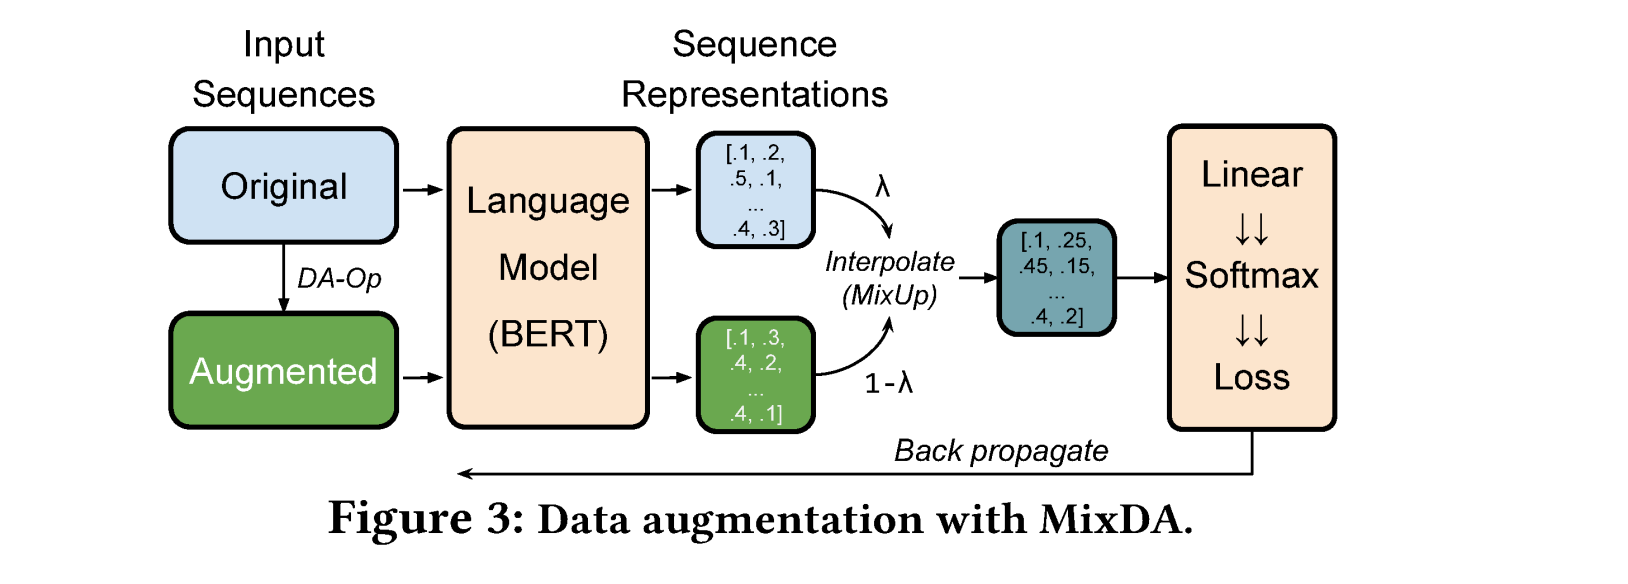 Input
Sequences
Sequence
Representations
Original
DA-Op
Augmented
Language
Model
(BERT)
[.1, .2,
.5, .1,
...
.4, .3]
[.1, .3,
.4, .2,
...
.4, .1]
λ
Interpolate
(MixUp)
1-λ
[.1, .25,
.45, .15,
...
.4, .2]
Linear
↓↓
Softmax
↓↓
Loss
Back propagate
Figure 3: Data augmentation with MixDA.